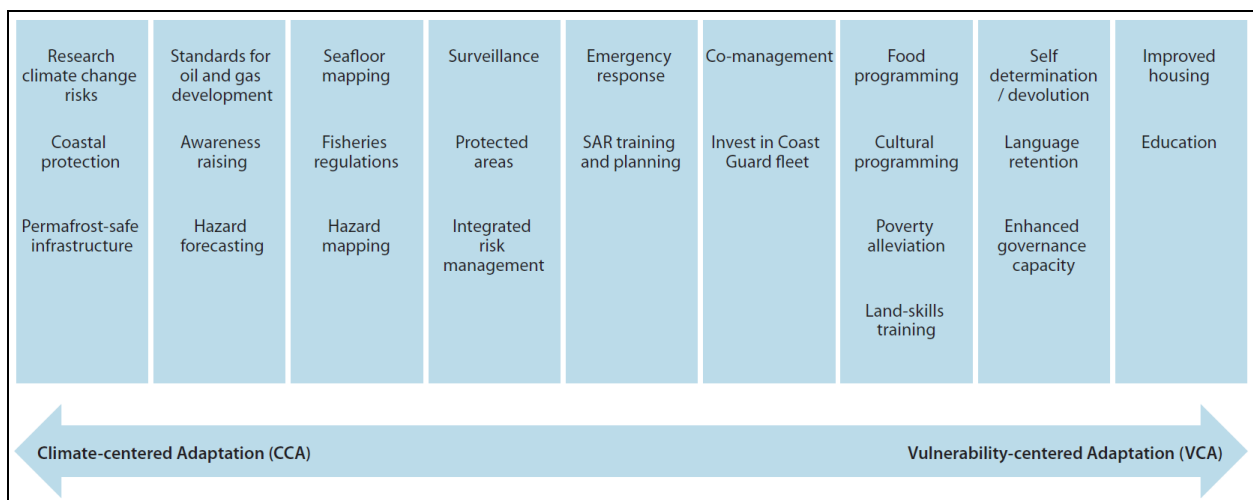 Research
climate change
risks
Coastal
protection
Permafrost-safe
infrastructure
Standards for
oil and gas
development
Awareness
raising
Hazard
forecasting
Seafloor
mapping
Fisheries
regulations
Hazard
mapping
Surveillance
Protected
areas
Integrated
risk
management
Emergency
response
SAR training
and planning
Co-management
Invest in Coast
Guard fleet
Food
programming
Cultural
programming
Poverty
alleviation
Land-skills
training
Self
determination
/ devolution
Language
retention
Enhanced
governance
capacity
Improved
housing
Education
Climate-centered Adaptation (CCA)
Vulnerability-centered Adaptation (VCA)